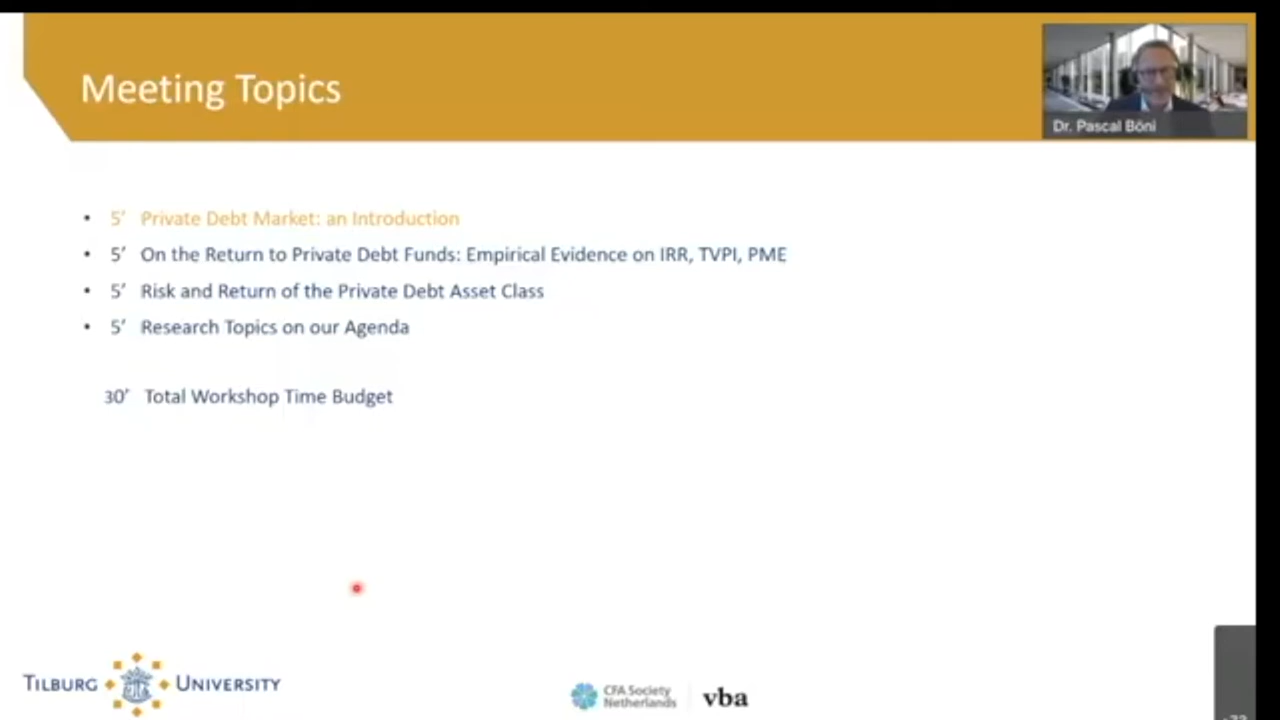 Meeting Topics
Dr. Pascal Böni
• 5’ Private Debt Market: an Introduction
• 5’ On the Return to Private Debt Funds: Empirical Evidence on IRR, TVPI, PME
• 5’ Risk and Return of the Private Debt Asset Class
• 5’ Research Topics on our Agenda
30’ Total Workshop Time Budget
TILBURG UNIVERSITY
CFA Society
Netherlands
vba